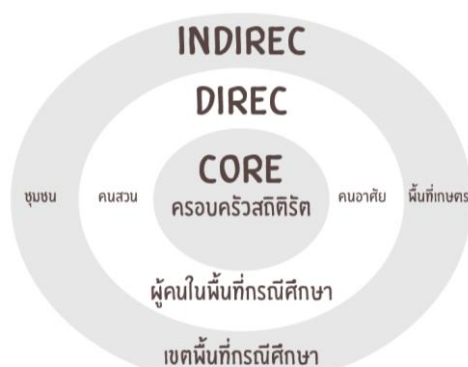 INDIREC
DIREC
CORE
ครอบครัวสถิติรัต
ชุมชน
คนสวน
คนอาศัย
พื้นที่เกษตร
ผู้คนในพื้นที่กรณีศึกษา
เขตพื้นที่กรณีศึกษา